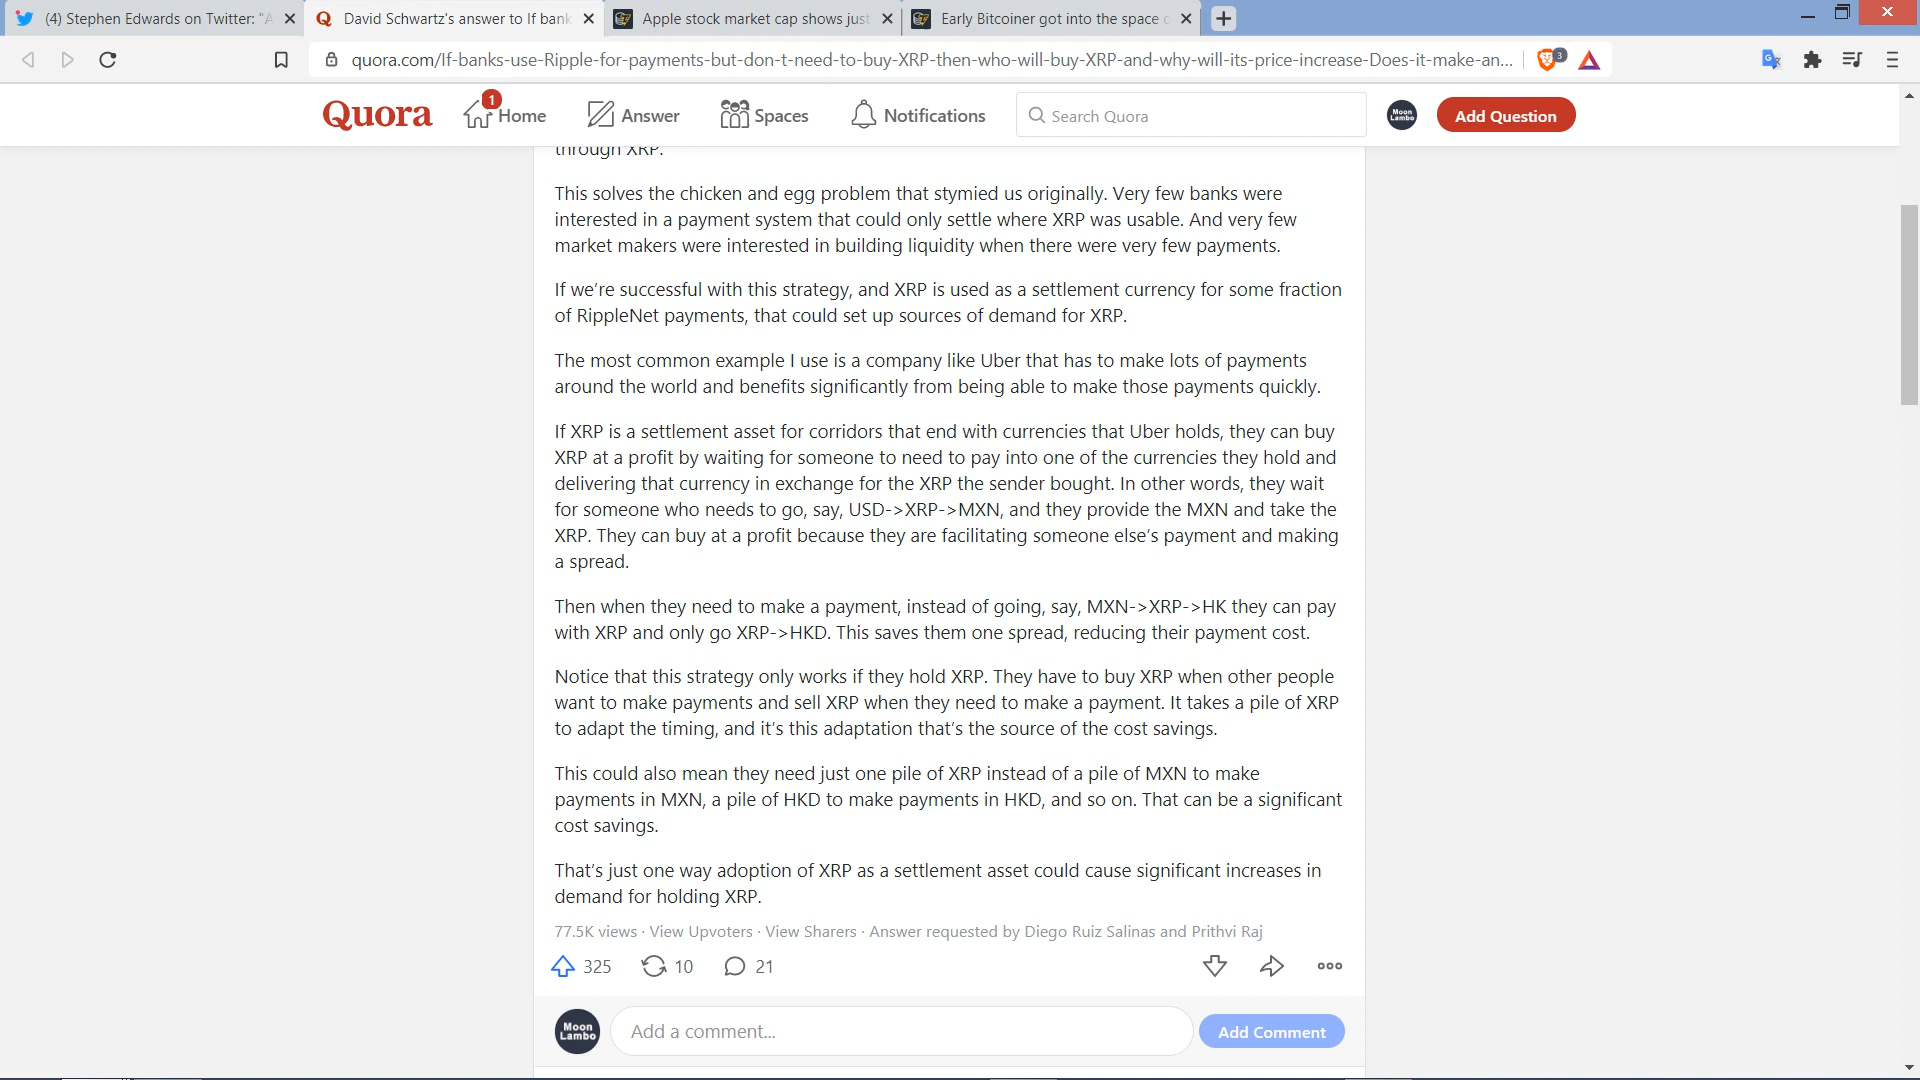 (4) Stephen Edwards on Twitter: "A
David Schwartz's answer to If bank
Apple stock market cap shows just
Early Bitcoiner got into the space
quora.com/If-banks-use-Ripple-for-payments-but-don-t-need-to-buy-XRP-then-who-will-buy-XRP-and-why-will-its-price-increase-Does-it-make-an...
3
Quora
1
Home
Answer
Spaces
Notifications
Search Quora
Moon
Lambo
Add Question
through XRP.
This solves the chicken and egg problem that stymied us originally. Very few banks were
interested in a payment system that could only settle where XRP was usable. And very few
market makers were interested in building liquidity when there were very few payments.
If we're successful with this strategy, and XRP is used as a settlement currency for some fraction
of RippleNet payments, that could set up sources of demand for XRP.
The most common example I use is a company like Uber that has to make lots of payments
around the world and benefits significantly from being able to make those payments quickly.
If XRP is a settlement asset for corridors that end with currencies that Uber holds, they can buy
XRP at a profit by waiting for someone to need to pay into one of the currencies they hold and
delivering that currency in exchange for the XRP the sender bought. In other words, they wait
for someone who needs to go, say, USD->XRP->MXN, and they provide the MXN and take the
XRP. They can buy at a profit because they are facilitating someone else's payment and making
a spread.
Then when they need to make a payment, instead of going, say, MXN->XRP->HK they can pay
with XRP and only go XRP->HKD. This saves them one spread, reducing their payment cost.
Notice that this strategy only works if they hold XRP. They have to buy XRP when other people
want to make payments and sell XRP when they need to make a payment. It takes a pile of XRP
to adapt the timing, and it's this adaptation that's the source of the cost savings.
This could also mean they need just one pile of XRP instead of a pile of MXN to make
payments in MXN, a pile of HKD to make payments in HKD, and so on. That can be a significant
cost savings.
That's just one way adoption of XRP as a settlement asset could cause significant increases in
demand for holding XRP.
77.5K views · View Upvoters · View Sharers · Answer requested by Diego Ruiz Salinas and Prithvi Raj
325
10
21
Moon
Lambo
Add a comment...
Add Comment